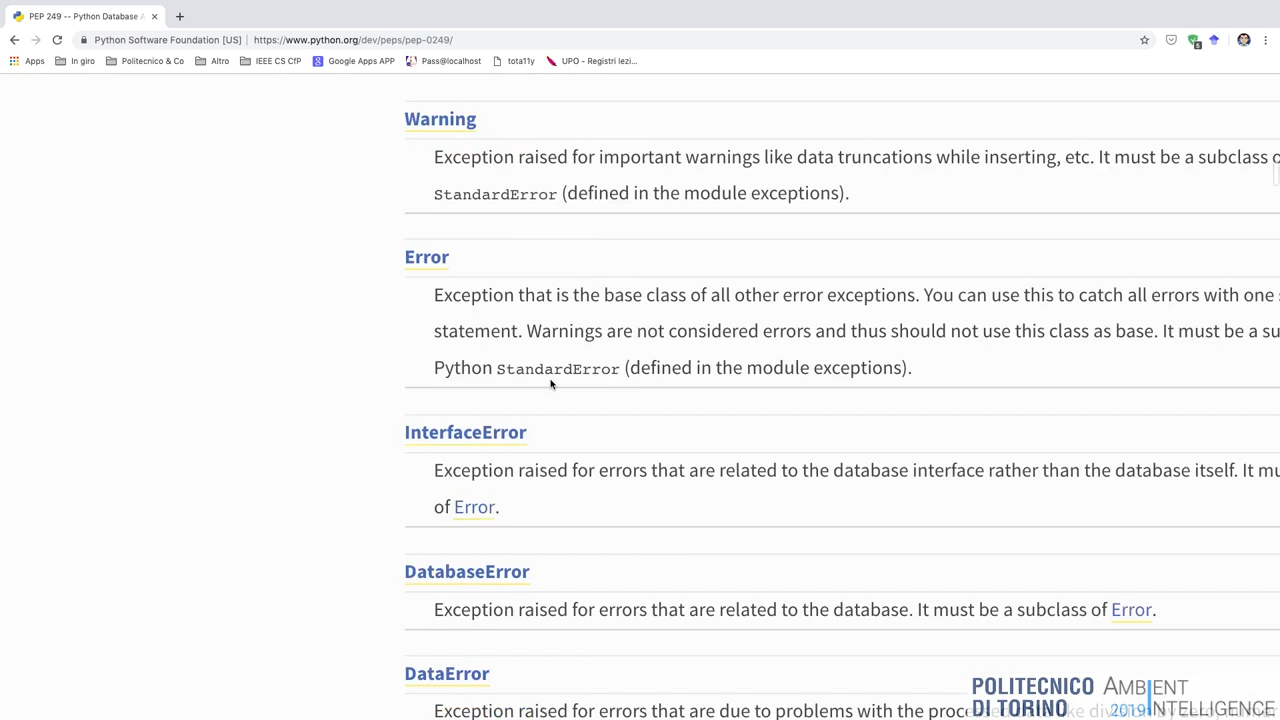 PEP 249 -- Python Database A
Python Software Foundation [US] https://www.python.org/dev/peps/pep-0249/
Apps In giro Politecnico & Co Altro IEEE CS CfP Google Apps APP Pass@localhost tota11y UPO - Registri lezi...
Warning
Exception raised for important warnings like data truncations while inserting, etc. It must be a subclass
StandardError (defined in the module exceptions).
Error
Exception that is the base class of all other error exceptions. You can use this to catch all errors with one
statement. Warnings are not considered errors and thus should not use this class as base. It must be a su
Python StandardError (defined in the module exceptions).
InterfaceError
Exception raised for errors that are related to the database interface rather than the database itself. It mu
of Error.
DatabaseError
Exception raised for errors that are related to the database. It must be a subclass of Error.
DataError
Exception raised for errors that are due to problems with the
POLITECNICO
DI TORINO
AMBIENT
2019 INTELLIGENCE